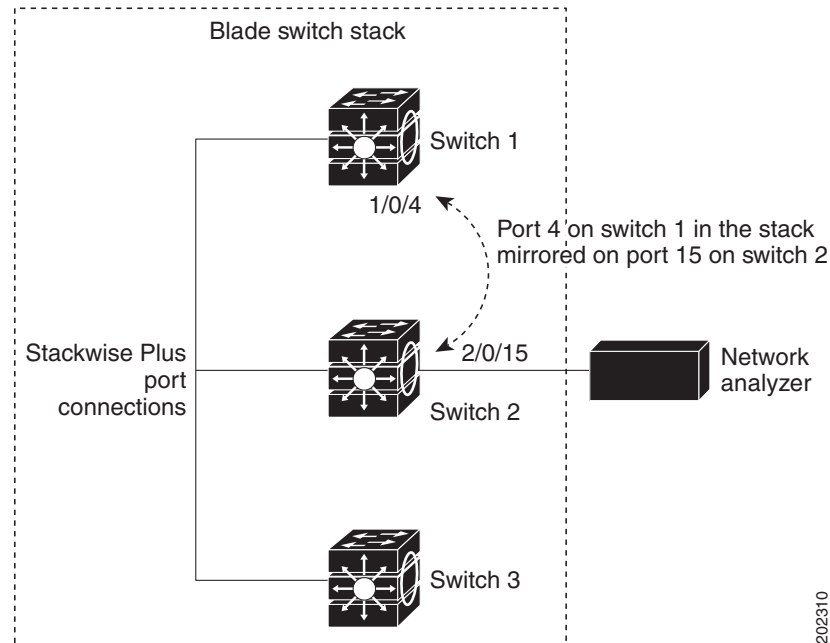 Blade switch stack
Switch 1
1/0/4
Port 4 on switch 1 in the stack
mirrored on port 15 on switch 2
Stackwise Plus
port
connections
2/0/15
Switch 2
Network
analyzer
Switch 3
202310